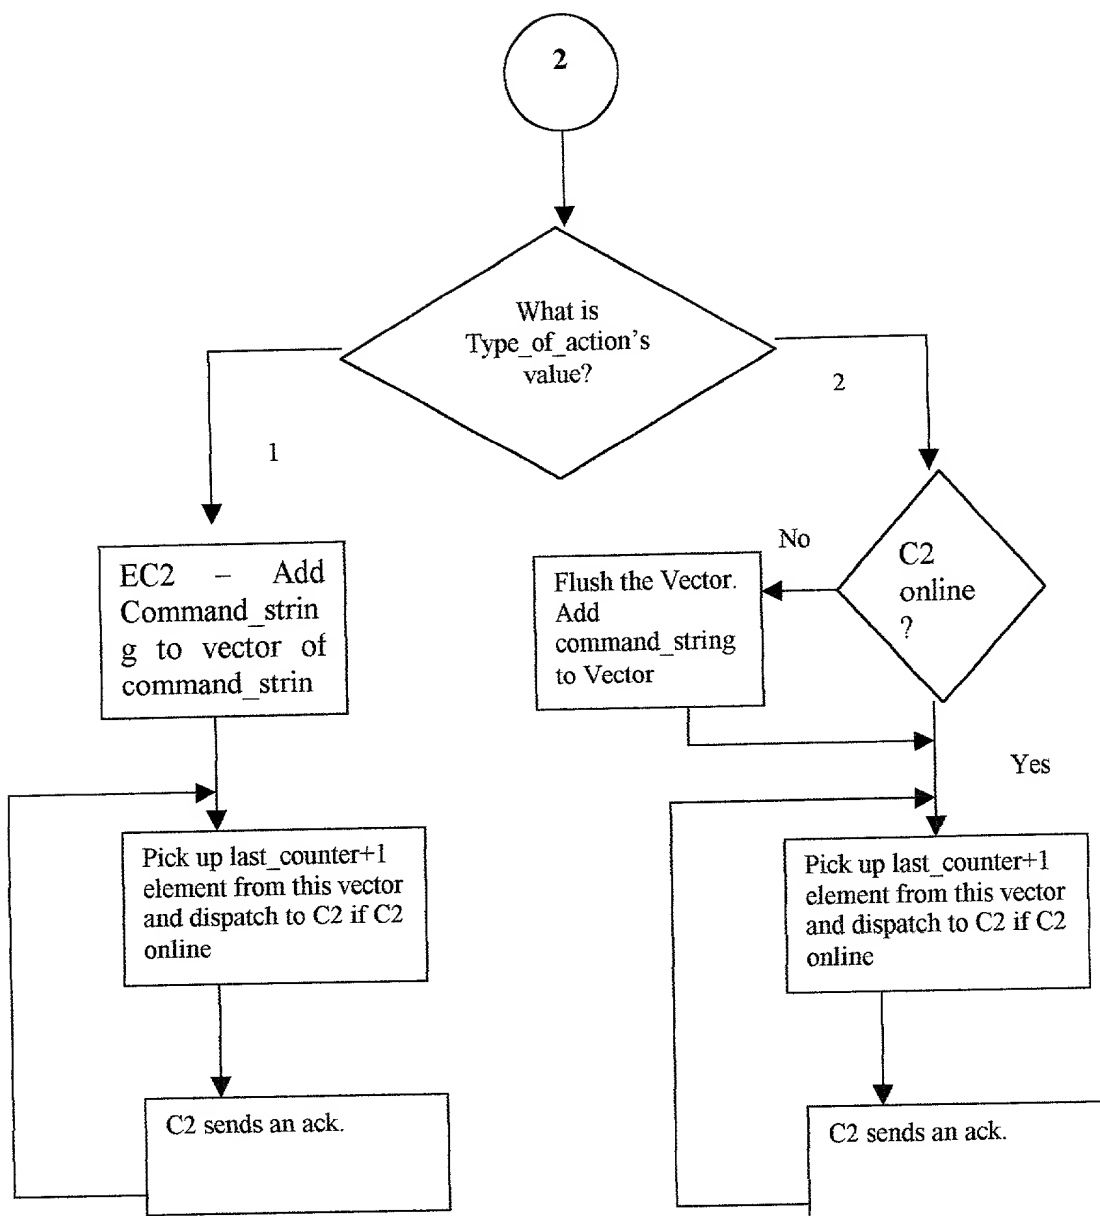 2
What is
Type_of_action's
value?
1
2
EC2 – Add
Command_strin
g to vector of
command_strin
No
Flush the Vector.
Add
command_string
to Vector
C2
online
?
Yes
Pick up last_counter+1
element from this vector
and dispatch to C2 if C2
online
Pick up last_counter+1
element from this vector
and dispatch to C2 if C2
online
C2 sends an ack.
C2 sends an ack.